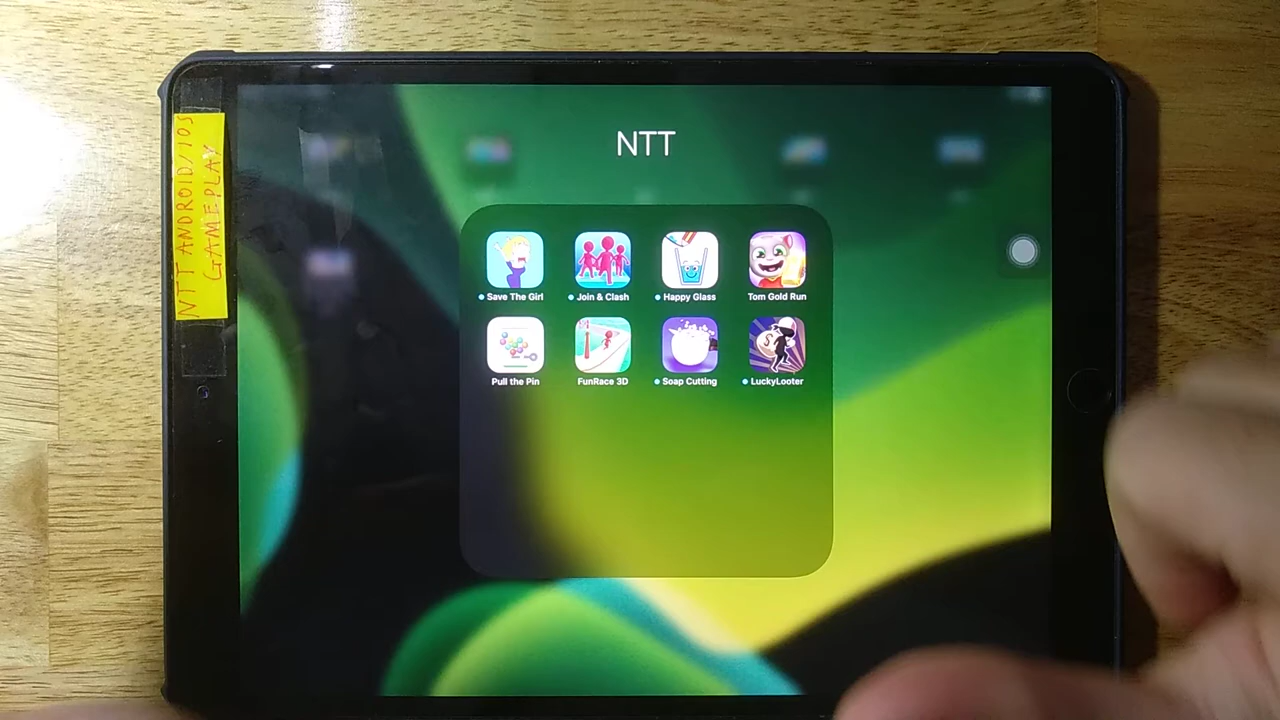 NTT ANDROID/IOS
GAMEPLAY
NTT
Save The Girl
Join & Clash
Happy Glass
Tom Gold Run
Pull the Pin
FunRace 3D
Soap Cutting
LuckyLooter